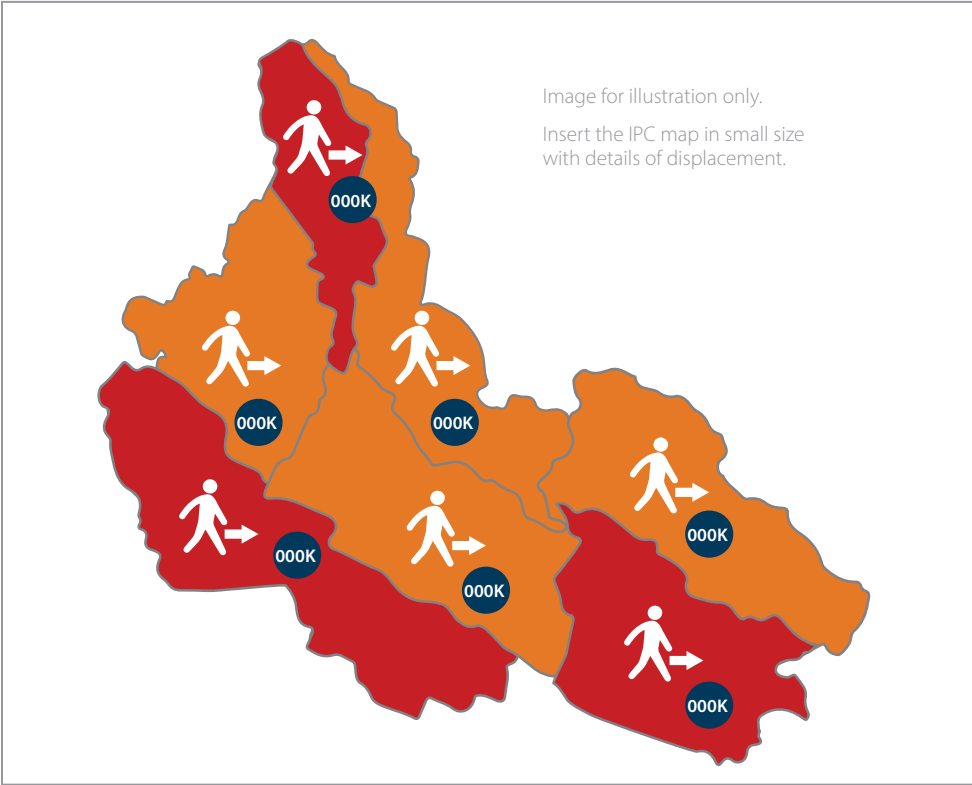 Image for illustration only.
Insert the IPC map in small size
with details of displacement.
000K
000K
000K
000K
000K
000K
000K